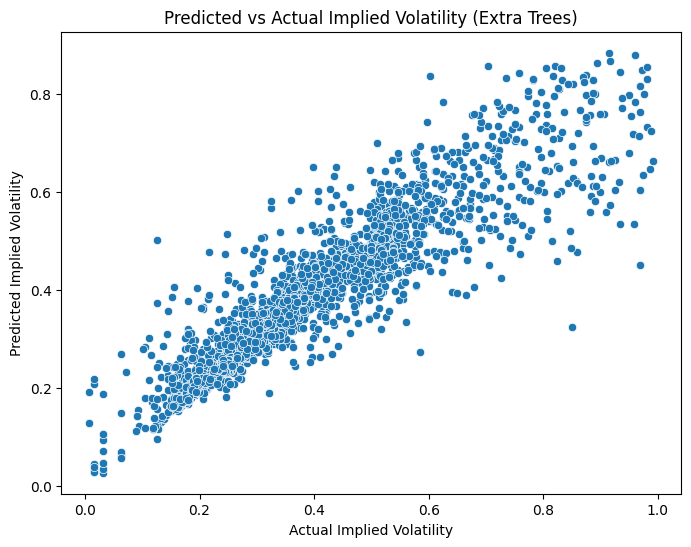 Predicted vs Actual Implied Volatility (Extra Trees)
Predicted Implied Volatility
0.8
0.6
0.4
0.2
0.0
0.0 0.2 0.4 0.6 0.8 1.0
Actual Implied Volatility